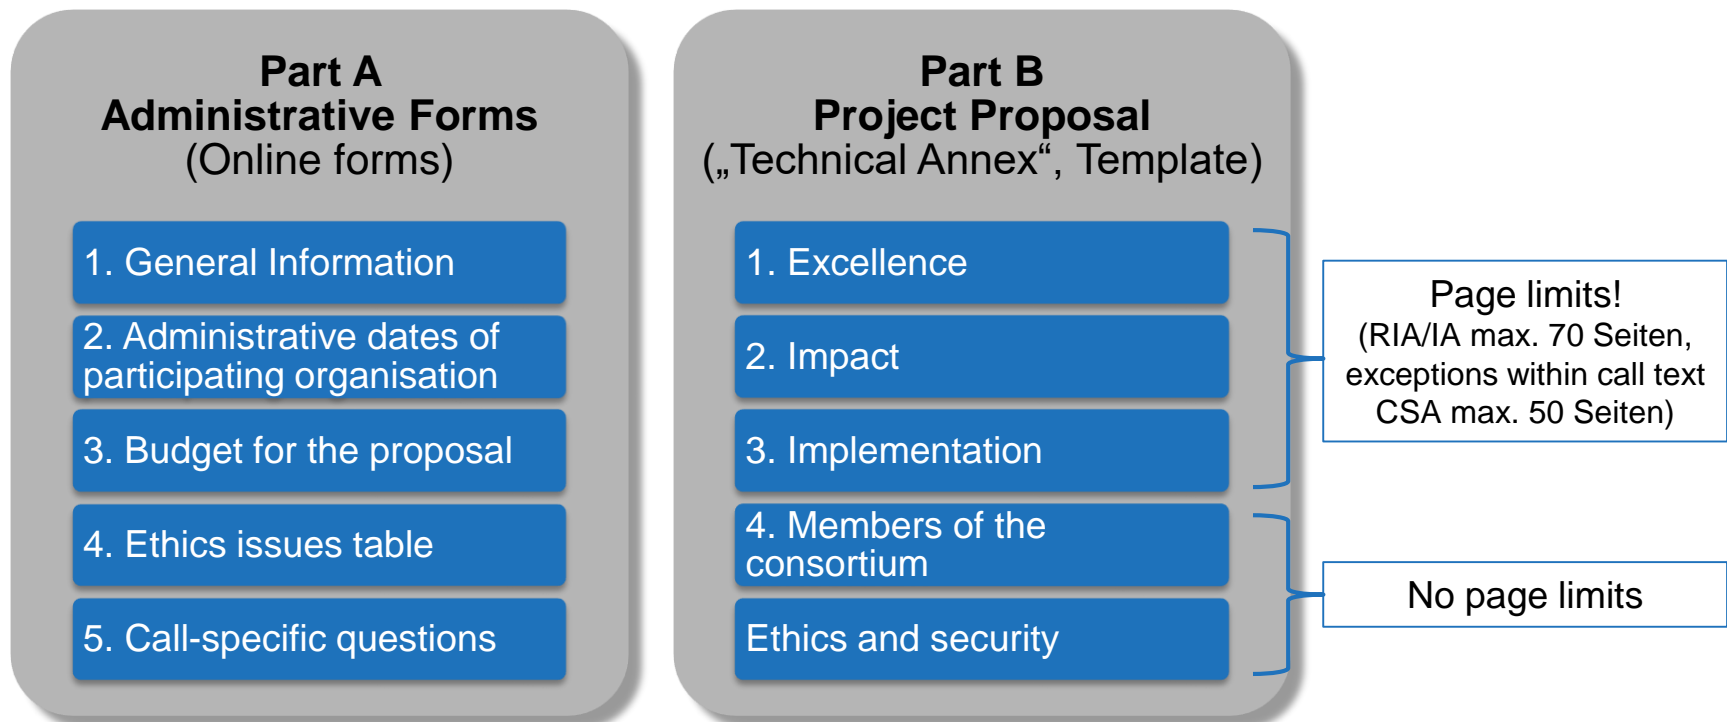 Part A
Administrative Forms
(Online forms)
1. General Information
2. Administrative dates of
participating organisation
3. Budget for the proposal
4. Ethics issues table
5. Call-specific questions
Part B
Project Proposal
(„Technical Annex“, Template)
1. Excellence
2. Impact
3. Implementation
4. Members of the
consortium
Ethics and security
Page limits!
(RIA/IA max. 70 Seiten,
exceptions within call text
CSA max. 50 Seiten)
No page limits